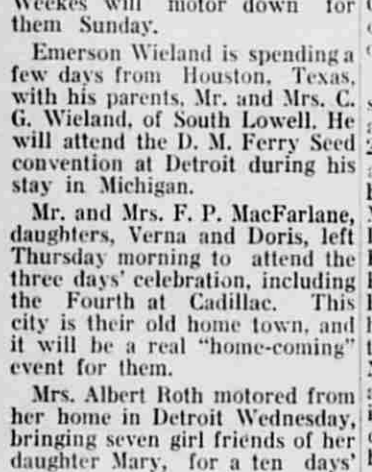 Weekes will motor down for
them Sunday.
Emerson Wieland is spending a
few days from Houston, Texas,
with his parents, Mr. and Mrs. C.
G. Wieland, of South Lowell. He
will attend the D. M. Ferry Seed
convention at Detroit during his
stay in Michigan.
Mr. and Mrs. F. P. MacFarlane,
daughters, Verna and Doris, left
Thursday morning to attend the
three days' celebration, including
the Fourth at Cadillac. This
city is their old home town, and
it will be a real "home-coming"
event for them.
Mrs. Albert Roth motored from
her home in Detroit Wednesday,
bringing seven girl friends of her
daughter Mary, for a ten days'